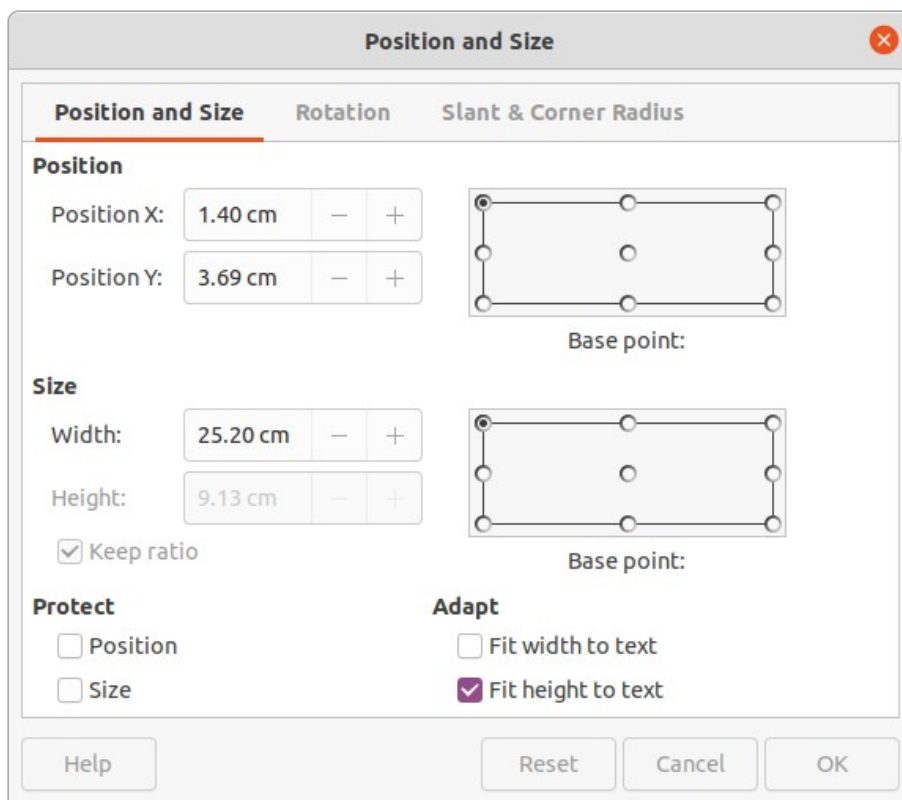 Position and Size
Position and Size Rotation Slant & Corner Radius
Position
Position X: 1.40 cm
Position Y: 3.69 cm
Base point:
Size
Width: 25.20 cm
Height: 9.13 cm
Keep ratio
Base point:
Protect Adapt
Position Fit width to text
Size Fit height to text
Help Reset Cancel OK